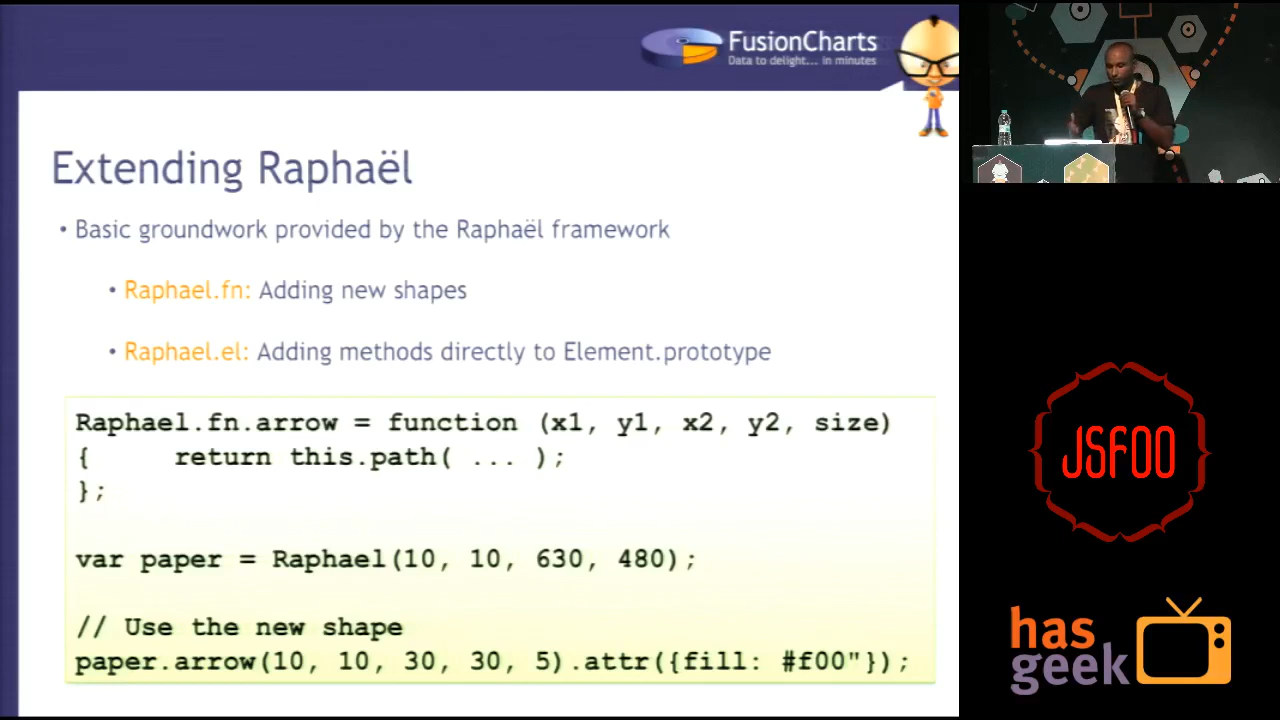 FusionCharts
Data to delight... in minutes
Extending Raphaël
• Basic groundwork provided by the Raphaël framework
• Raphael.fn: Adding new shapes
• Raphael.el: Adding methods directly to Element.prototype
Raphael.fn.arrow = function (x1, y1, x2, y2, size)
{ return this.path( ... );
};
var paper = Raphael(10, 10, 630, 480);
// Use the new shape
paper.arrow(10, 10, 30, 30, 5).attr({fill: #f00"});
JSFOO
has
geek